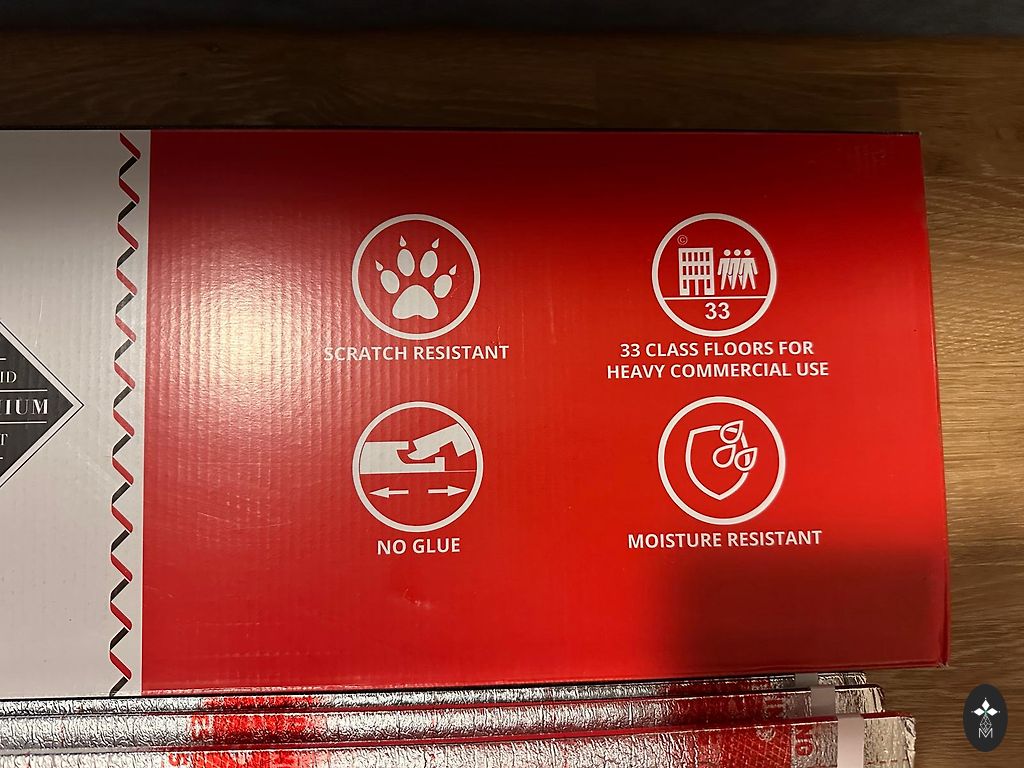 SCRATCH RESISTANT
©
33
33 CLASS FLOORS FOR
HEAVY COMMERCIAL USE
NO GLUE
MOISTURE RESISTANT